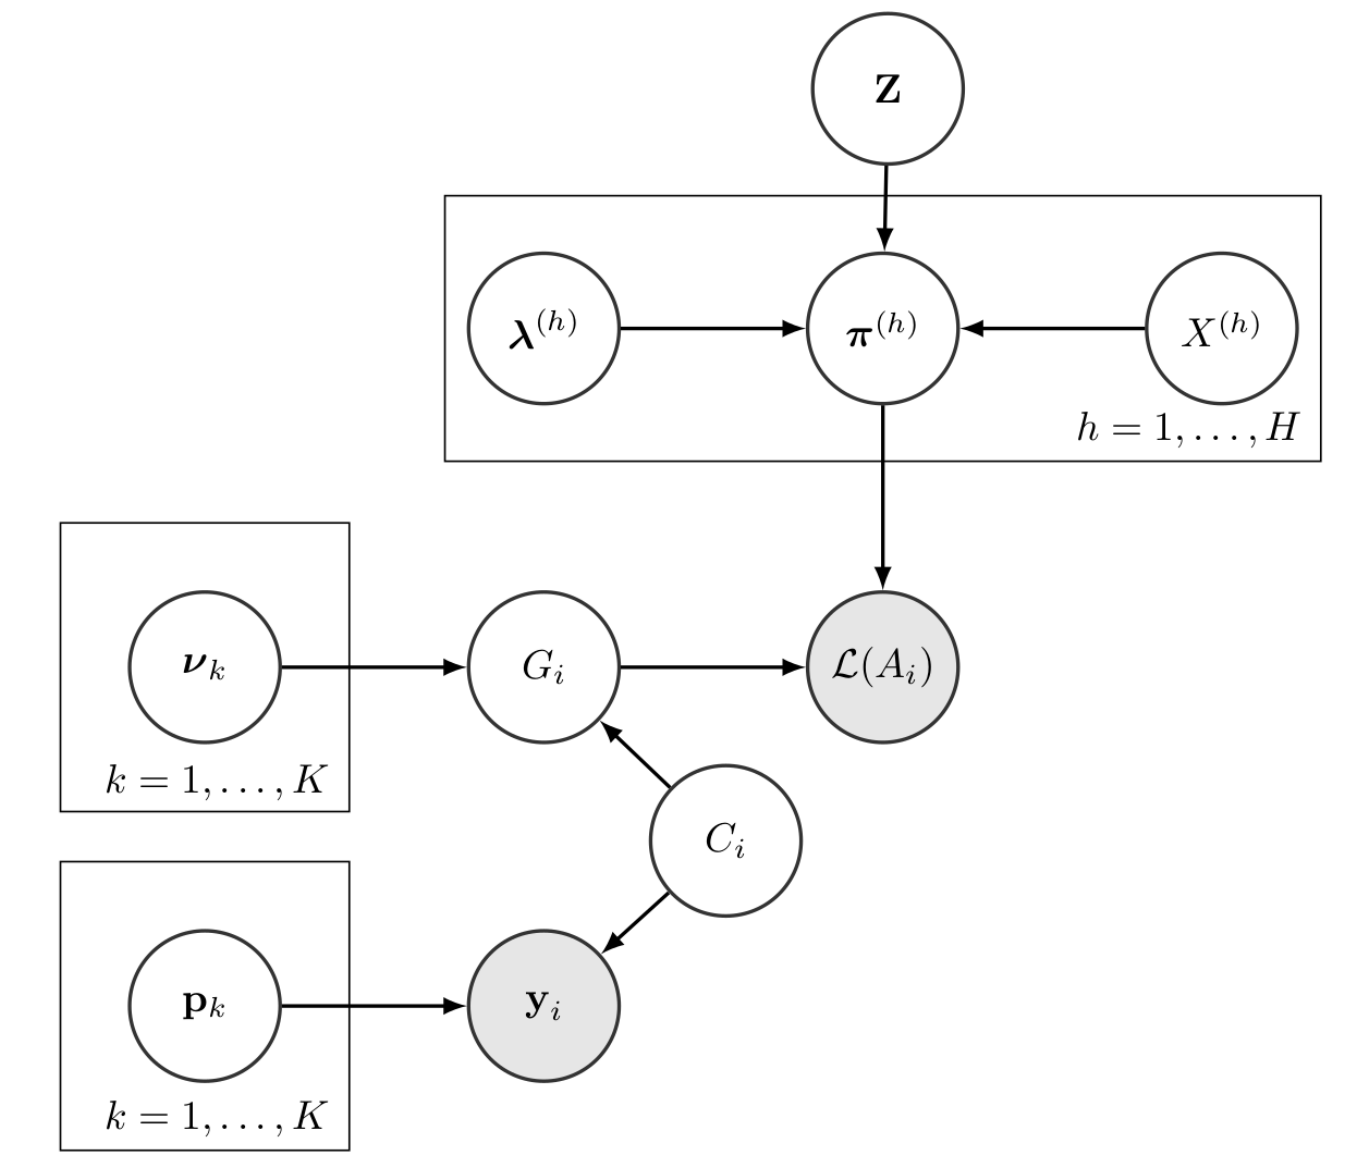 Z
λ^(h)
π^(h)
X^(h)
h = 1, . . . , H
ν_k
G_i
ℒ(A_i)
k = 1, . . . , K
C_i
p_k
y_i
k = 1, . . . , K